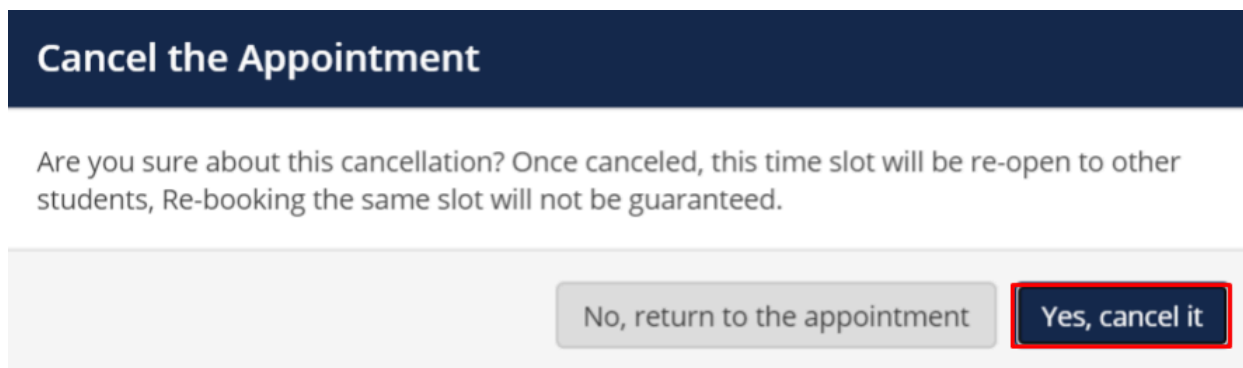 Cancel the Appointment
Are you sure about this cancellation? Once canceled, this time slot will be re-open to other
students, Re-booking the same slot will not be guaranteed.
No, return to the appointment
Yes, cancel it